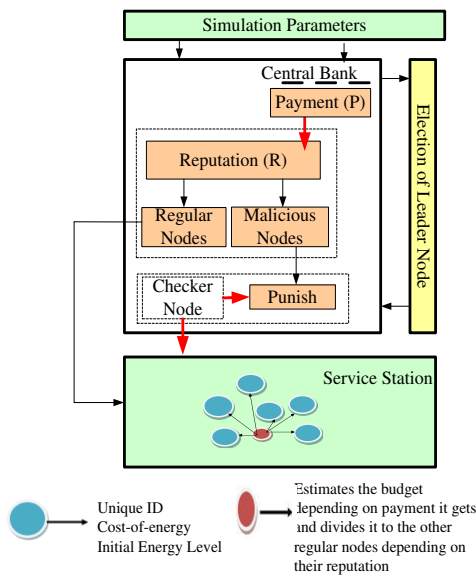 Simulation Parameters
Central Bank
Payment (P)
Reputation (R)
Regular
Nodes
Malicious
Nodes
Checker
Node
Punish
Election of
Leader Node
Service Station
Unique ID
Cost-of-energy
Initial Energy Level
Estimates the budget
depending on payment it gets
and divides it to the other
regular nodes depending on
their reputation